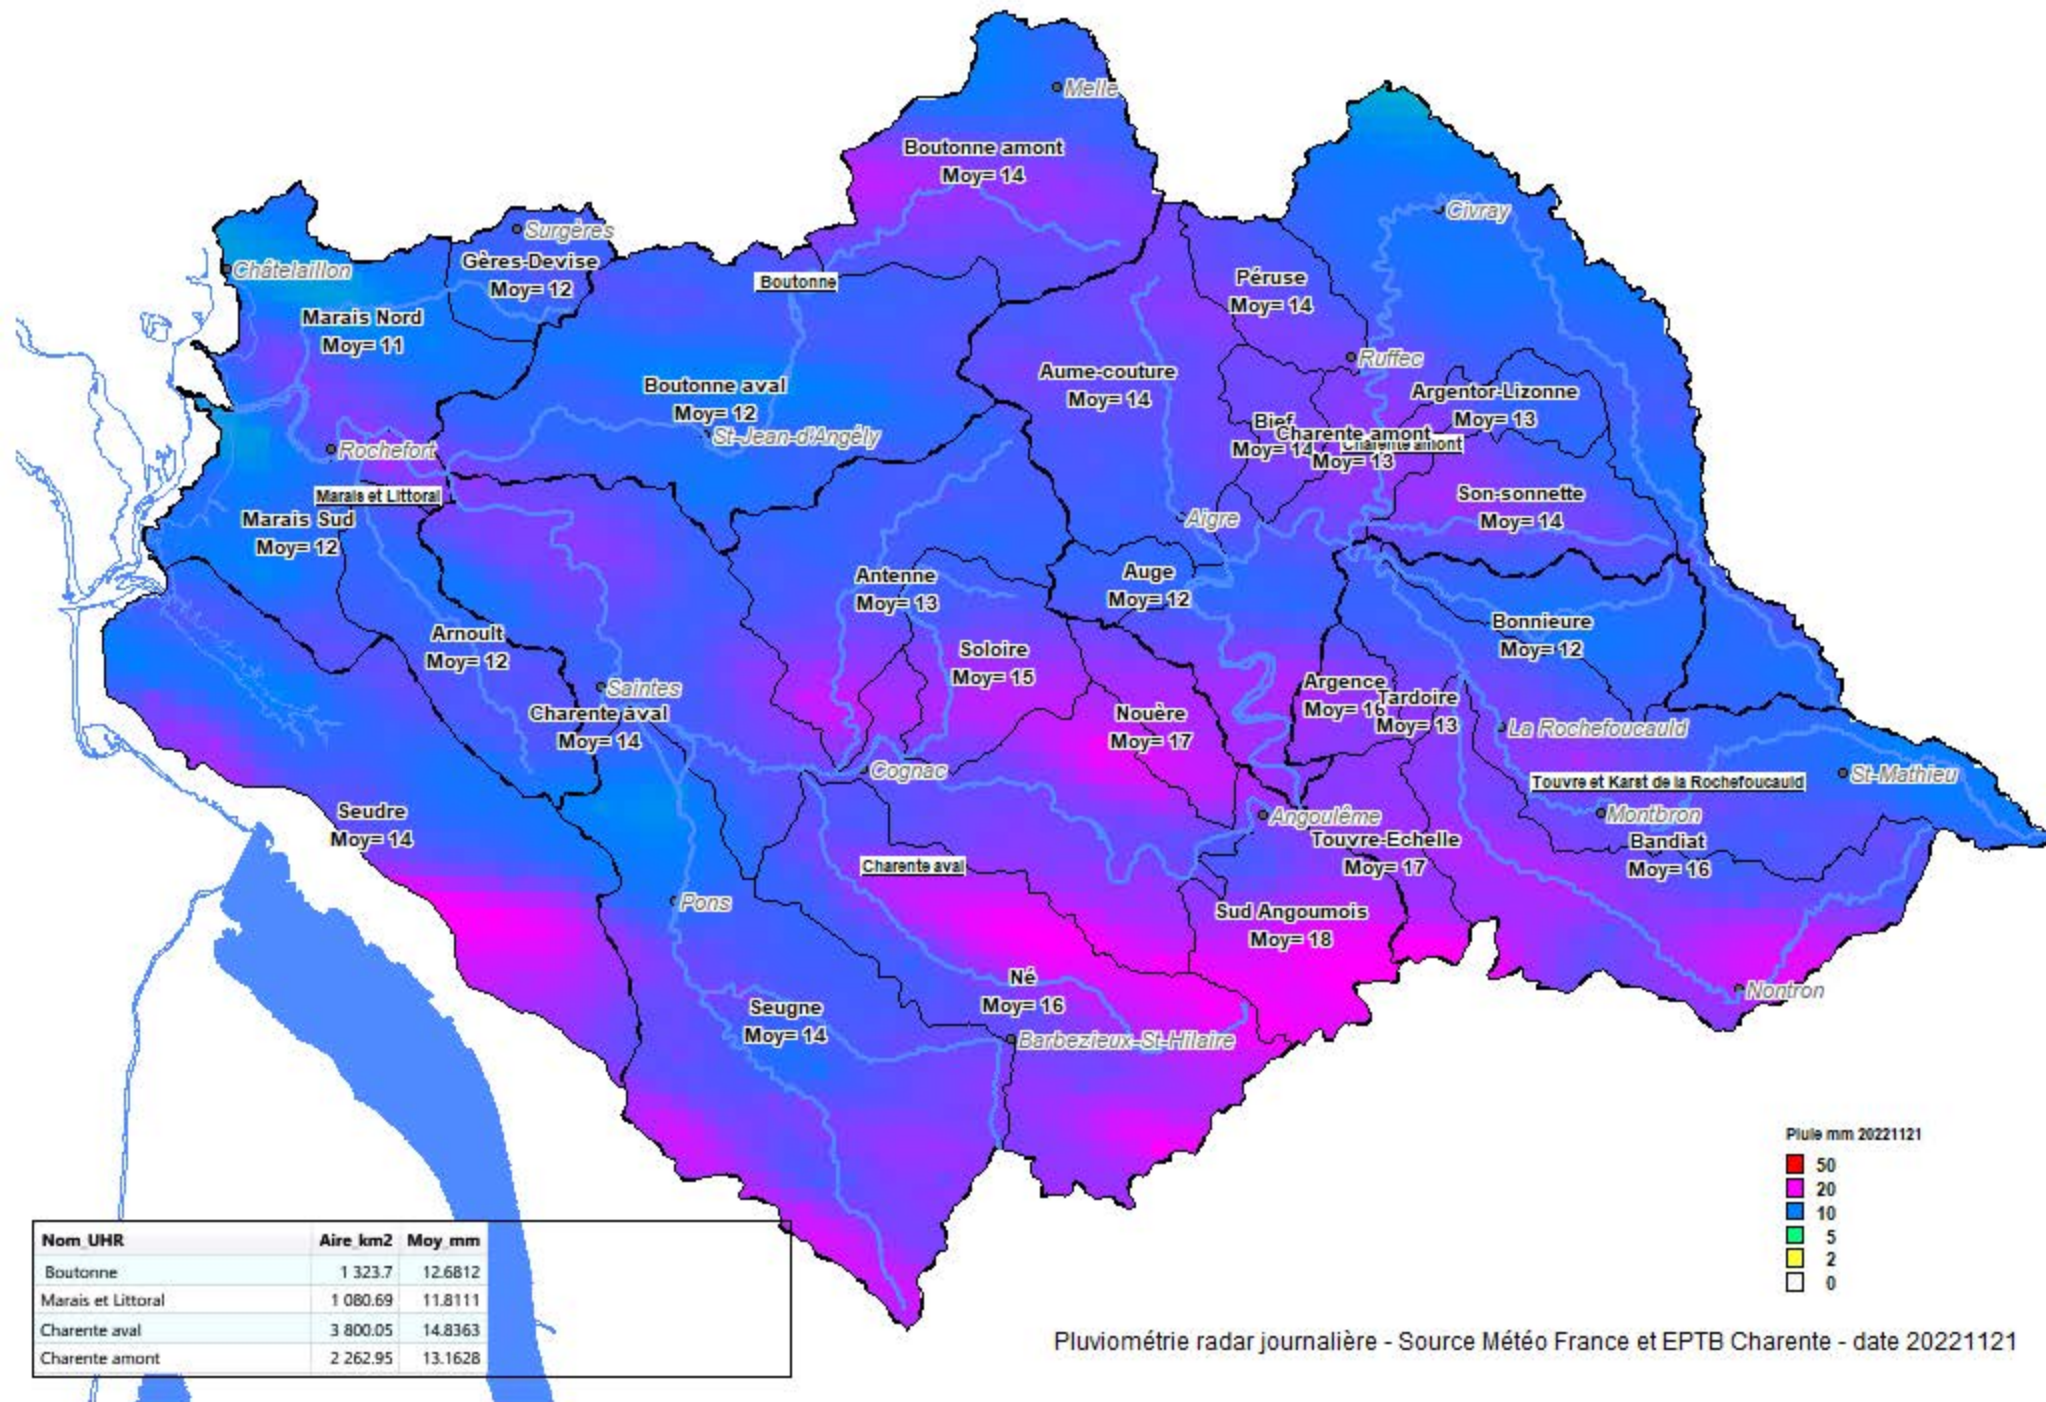 Melle
Boutonne amont
Moy= 14
Civray
Surgères
Châtelaillon
Gères-Devise
Moy= 12
Boutonne
Péruse
Moy= 14
Marais Nord
Moy= 11
Ruffec
Aume-couture
Moy= 14
Boutonne aval
Moy= 12
Argentor-Lizonne
Moy= 13
St-Jean-d'Angély
Bief
Moy= 14
Charente amont
Moy= 13
Charente amont
Rochefort
Marais et Littoral
Son-sonnette
Moy= 14
Marais Sud
Moy= 12
Aigre
Antenne
Moy= 13
Auge
Moy= 12
Arnoult
Moy= 12
Bonnieure
Moy= 12
Soloire
Moy= 15
Saintes
Argence
Moy= 16
Tardoire
Moy= 13
Charente aval
Moy= 14
Nouère
Moy= 17
La Rochefoucauld
Cognac
St-Mathieu
Touvre et Karst de la Rochefoucauld
Seudre
Moy= 14
Angoulême
Montbron
Touvre-Echelle
Moy= 17
Bandiat
Moy= 16
Charente aval
Pons
Sud Angoumois
Moy= 18
Né
Moy= 16
Nontron
Seugne
Moy= 14
Barbezieux-St-Hilaire
Pluie mm 20221121
50
20
10
5
2
0
Nom_UHR Aire_km2 Moy_mm
Boutonne 1 323.7 12.6812
Marais et Littoral 1 080.69 11.8111
Charente aval 3 800.05 14.8363
Charente amont 2 262.95 13.1628
Pluviométrie radar journalière - Source Météo France et EPTB Charente - date 20221121